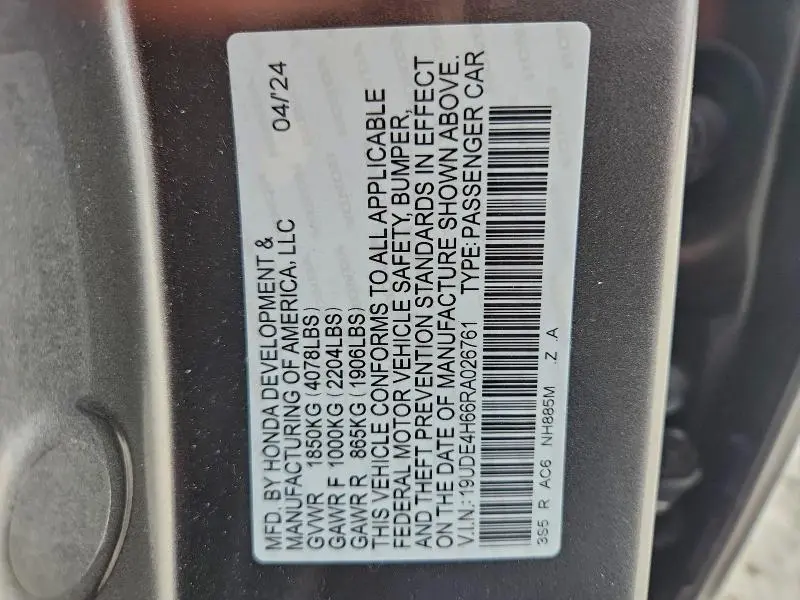 MFD. BY HONDA DEVELOPMENT & 04/'24
MANUFACTURING OF AMERICA, LLC
GVWR 1850KG (4078LBS)
GAWR F 1000KG (2204LBS)
GAWR R 865KG (1906LBS)
THIS VEHICLE CONFORMS TO ALL APPLICABLE
FEDERAL MOTOR VEHICLE SAFETY, BUMPER,
AND THEFT PREVENTION STANDARDS IN EFFECT
ON THE DATE OF MANUFACTURE SHOWN ABOVE.
V.I.N.: 19UDE4H66RA026761 TYPE: PASSENGER CAR
3S5 R AC6 NH885M .Z .A